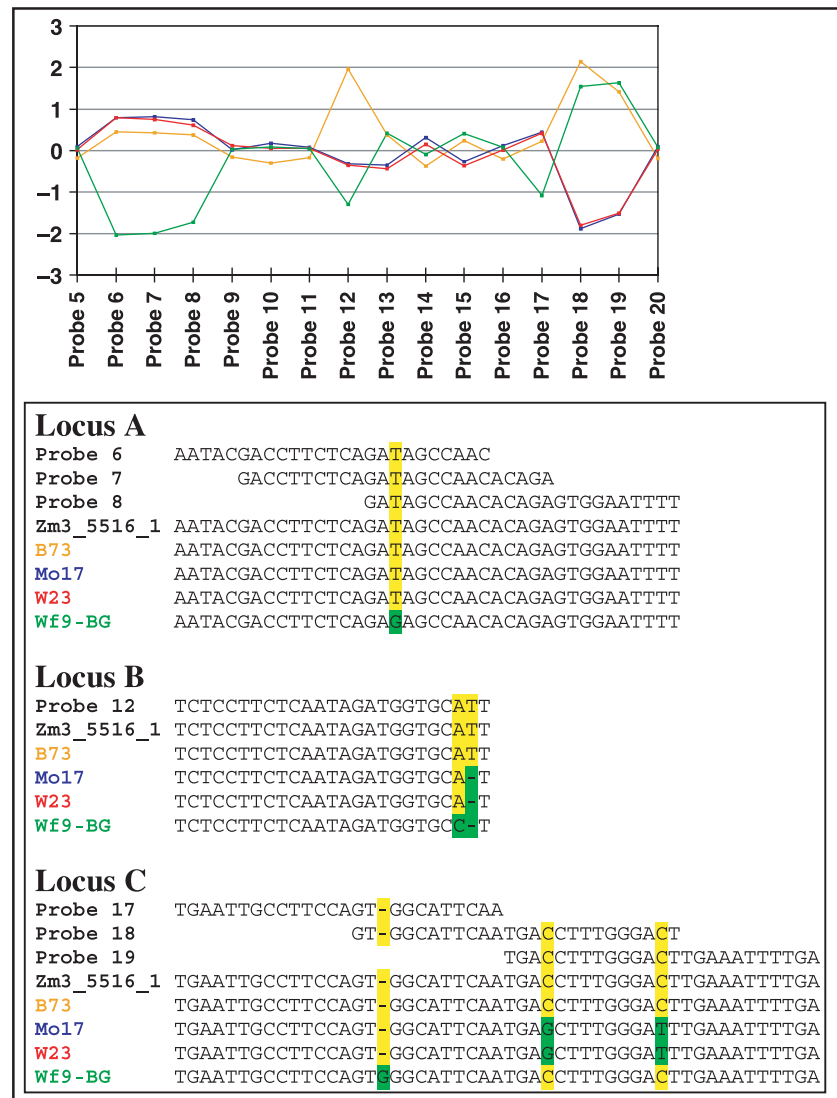 3
2
1
0
–1
–2
–3
Probe 5
Probe 6
Probe 7
Probe 8
Probe 9
Probe 10
Probe 11
Probe 12
Probe 13
Probe 14
Probe 15
Probe 16
Probe 17
Probe 18
Probe 19
Probe 20
Locus A
Probe 6 AATACGACCTTCTCAGATAGCCAAC
Probe 7 GACCTTCTCAGATAGCCAACACAGA
Probe 8 GATAGCCAACACAGAGTGGAATTTT
Zm3_5516_1 AATACGACCTTCTCAGATAGCCAACACAGAGTGGAATTTT
B73 AATACGACCTTCTCAGATAGCCAACACAGAGTGGAATTTT
Mo17 AATACGACCTTCTCAGATAGCCAACACAGAGTGGAATTTT
W23 AATACGACCTTCTCAGATAGCCAACACAGAGTGGAATTTT
Wf9-BG AATACGACCTTCTCAGAGAGCCAACACAGAGTGGAATTTT
Locus B
Probe 12 TCTCCTTCTCAATAGATGGTGCATT
Zm3_5516_1 TCTCCTTCTCAATAGATGGTGCATT
B73 TCTCCTTCTCAATAGATGGTGCATT
Mo17 TCTCCTTCTCAATAGATGGTGCA-T
W23 TCTCCTTCTCAATAGATGGTGCA-T
Wf9-BG TCTCCTTCTCAATAGATGGTGCC-T
Locus C
Probe 17 TGAATTGCCTTCCAGT-GGCATTCAA
Probe 18 GT-GGCATTCAATGACCTTTGGGACT
Probe 19 TGACCTTTGGGACTTGAAATTTTGA
Zm3_5516_1 TGAATTGCCTTCCAGT-GGCATTCAATGACCTTTGGGACTTGAAATTTTGA
B73 TGAATTGCCTTCCAGT-GGCATTCAATGACCTTTGGGACTTGAAATTTTGA
Mo17 TGAATTGCCTTCCAGT-GGCATTCAATGAGCTTTGGGATTTGAAATTTTGA
W23 TGAATTGCCTTCCAGT-GGCATTCAATGAGCTTTGGGATTTGAAATTTTGA
Wf9-BG TGAATTGCCTTCCAGTGGGCATTCAATGACCTTTGGGACTTGAAATTTTGA